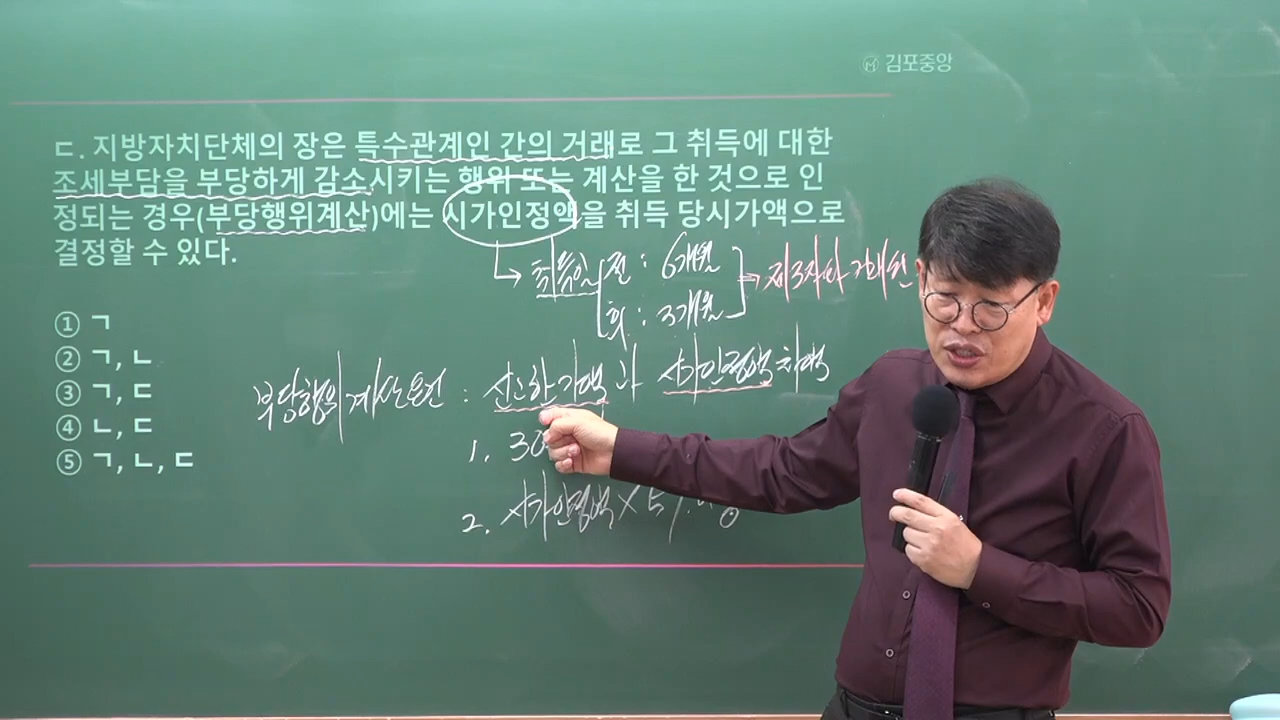 김포중앙
ㄷ. 지방자치단체의 장은 특수관계인 간의 거래로 그 취득에 대한
조세부담을 부당하게 감소시키는 행위 또는 계산을 한 것으로 인
정되는 경우(부당행위계산)에는 시가인정액을 취득 당시가액으로
결정할 수 있다.
취득일 전 : 6개월
후 : 3개월
제3자와 거래한
① ㄱ
② ㄱ, ㄴ
③ ㄱ, ㄷ
④ ㄴ, ㄷ
⑤ ㄱ, ㄴ, ㄷ
부당행위계산요건 : 신고한가액과 시가인정액 차액
1. 3
2. 시가인정액 × 5%